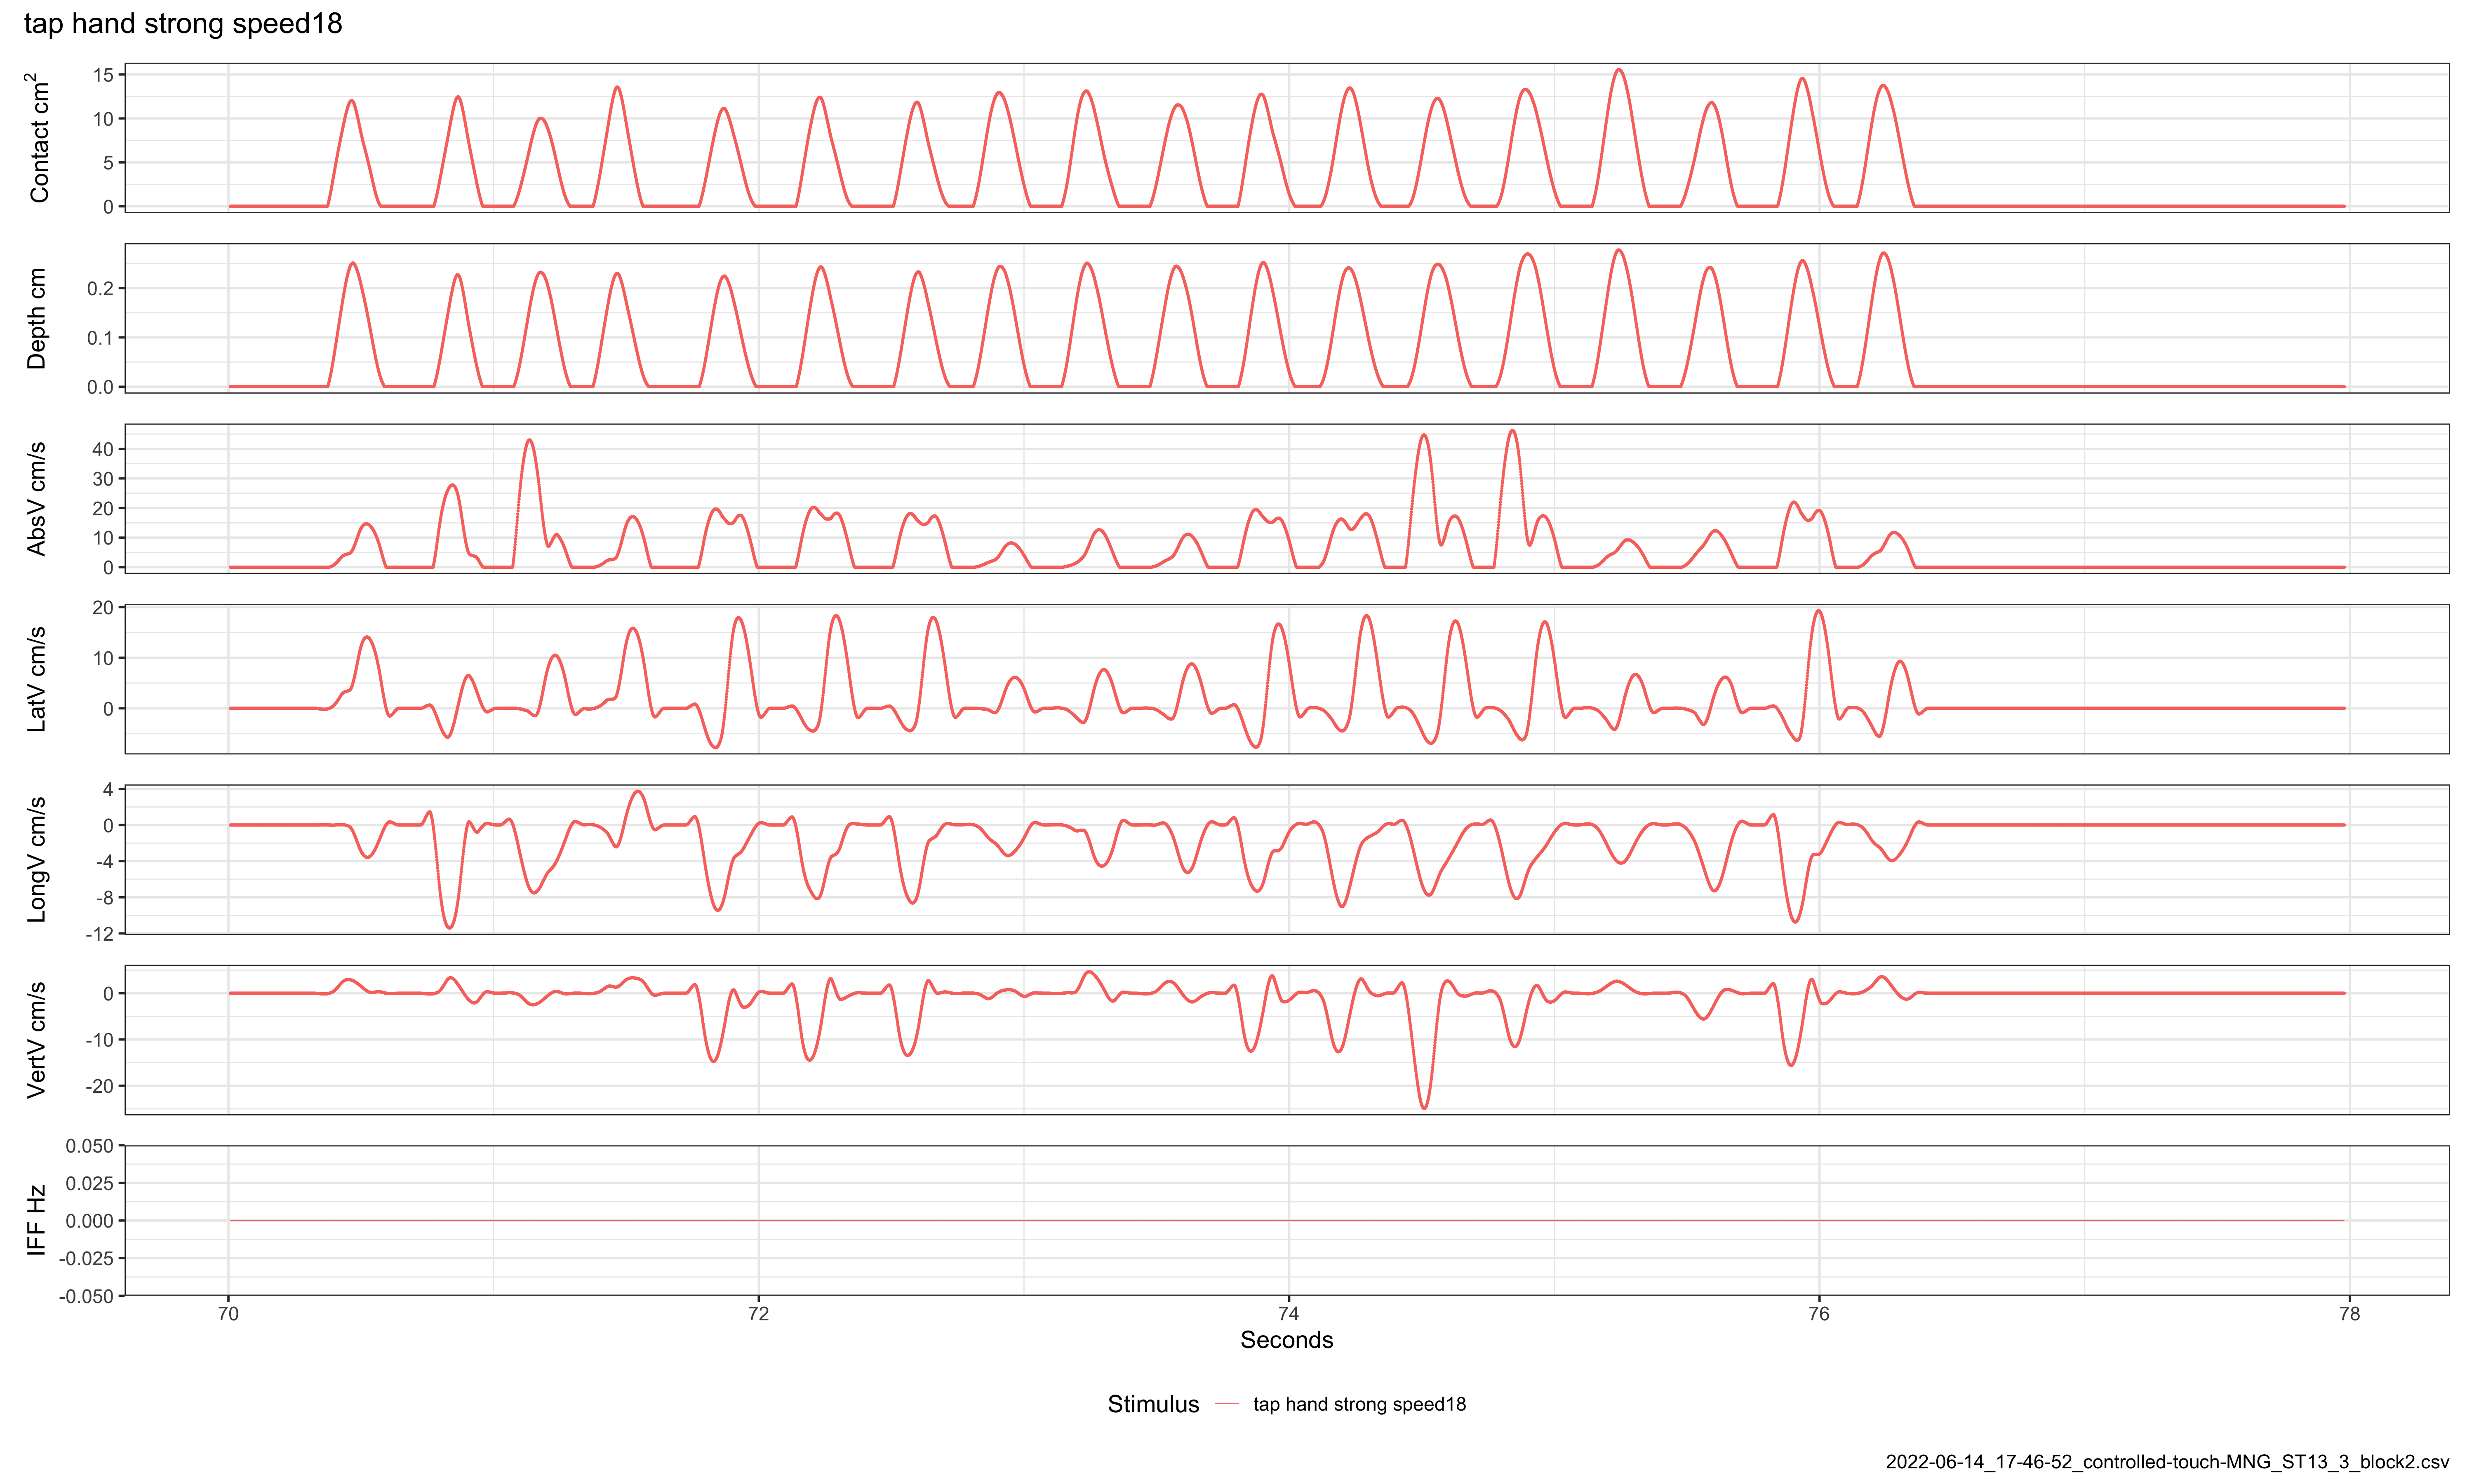 tap hand strong speed18
Contact cm²
15
10
5
0
Depth cm
0.2
0.1
0.0
AbsV cm/s
40
30
20
10
0
LatV cm/s
20
10
0
LongV cm/s
4
0
-4
-8
-12
VertV cm/s
0
-10
-20
IFF Hz
0.050
0.025
0.000
-0.025
-0.050
70 72 74 76 78
Seconds
Stimulus tap hand strong speed18
2022-06-14_17-46-52_controlled-touch-MNG_ST13_3_block2.csv